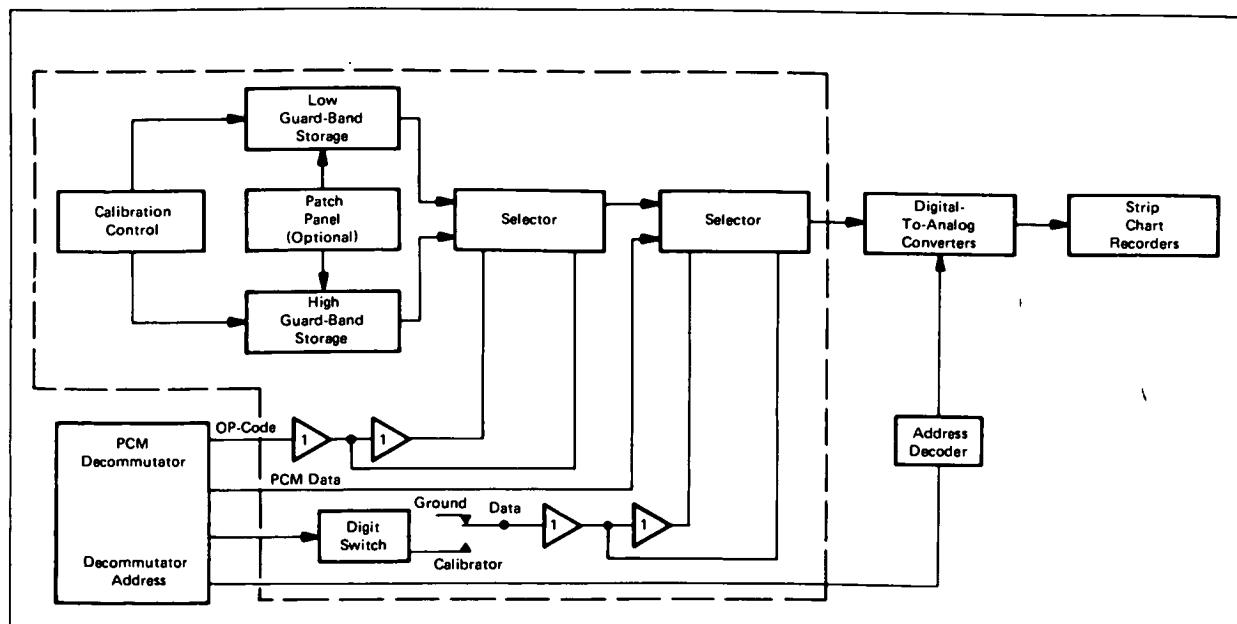 Low
Guard-Band
Storage
Calibration
Control
Patch
Panel
(Optional)
Selector
Selector
Digital-
To-Analog
Converters
Strip
Chart
Recorders
High
Guard-Band
Storage
OP-Code
1
1
PCM
Decommutator
Address
Decoder
PCM Data
Ground
Data
1
1
Digit
Switch
Calibrator
Decommutator
Address